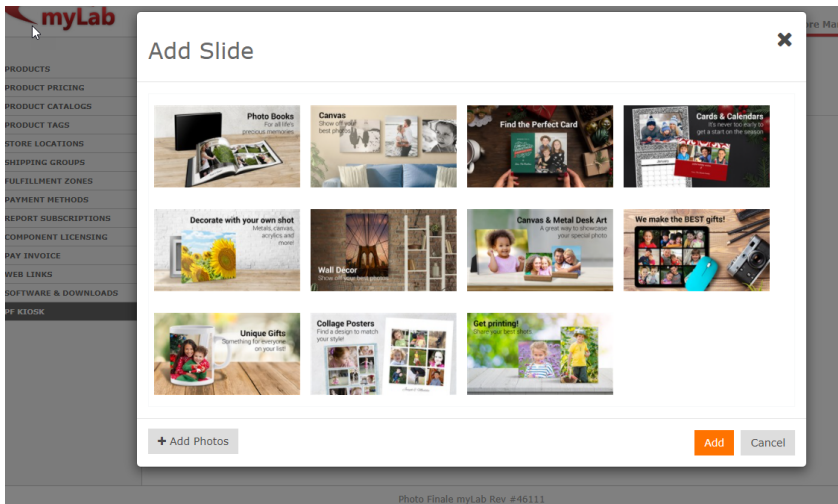 myLab
ore Mar
PRODUCTS
PRODUCT PRICING
PRODUCT CATALOGS
PRODUCT TAGS
STORE LOCATIONS
SHIPPING GROUPS
FULFILLMENT ZONES
PAYMENT METHODS
REPORT SUBSCRIPTIONS
COMPONENT LICENSING
PAY INVOICE
WEB LINKS
SOFTWARE & DOWNLOADS
PF KIOSK
Add Slide
Photo Books
For all life's
precious memories
Canvas
Show off your
best photos
Find the Perfect Card
Cards & Calendars
It's never too early to
get a start on the season
Decorate with your own shot
Metals, canvas,
acrylics and
more!
Wall Decor
Show off your best photos
Canvas & Metal Desk Art
A great way to showcase
your special photo
We make the BEST gifts!
Unique Gifts
Something for everyone
on your list!
Collage Posters
Find a design to match
your style!
Get printing!
Share your best shots
+ Add Photos
Add
Cancel
Photo Finale myLab Rev #46111